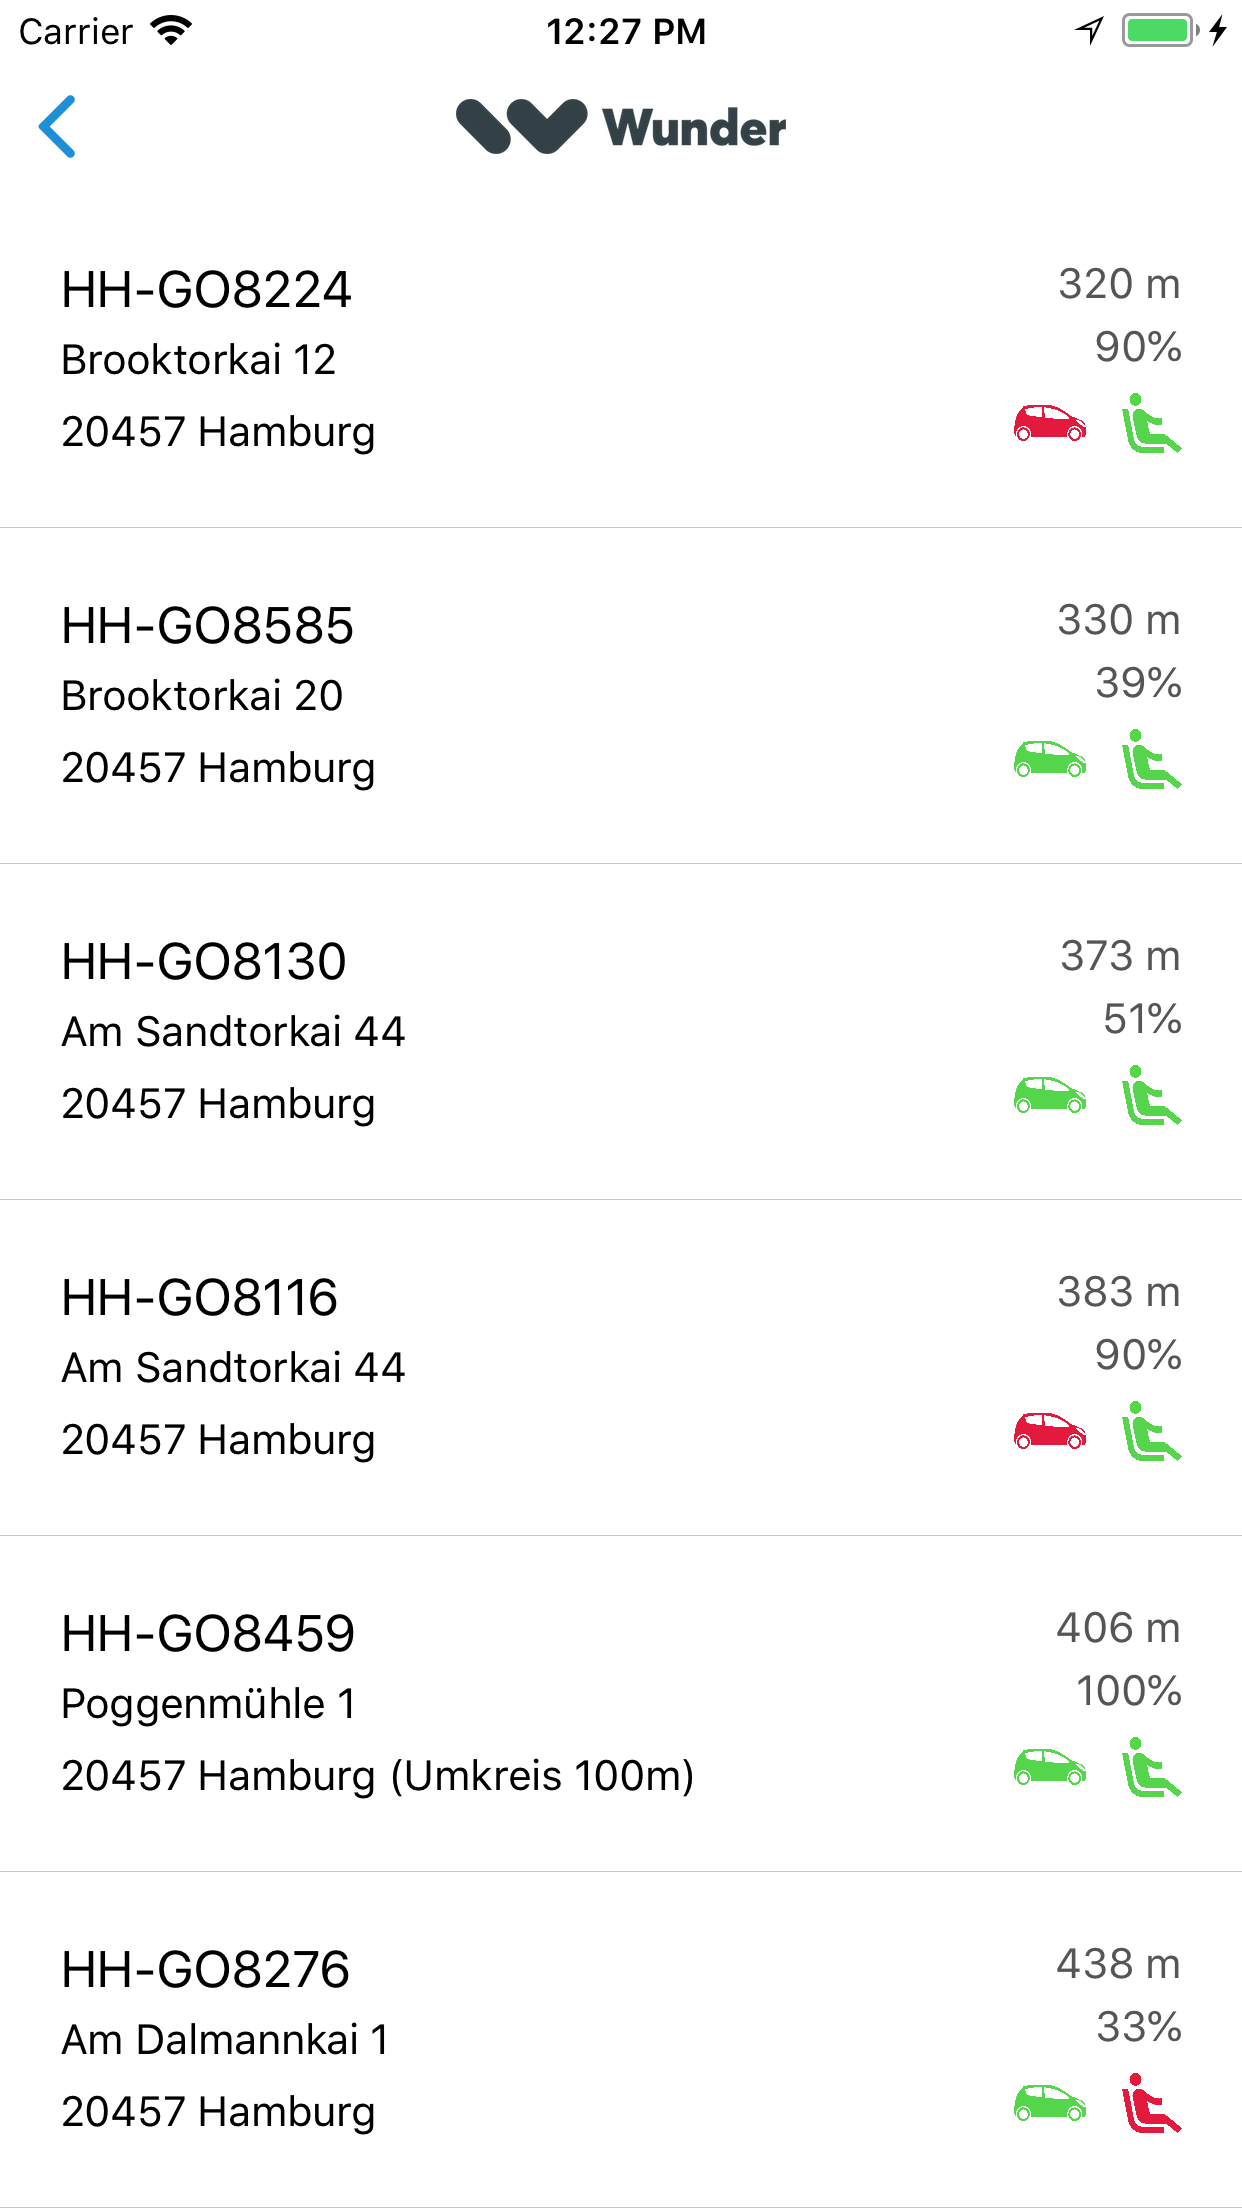 Carrier 12:27 PM
Wunder
HH-GO8224
320 m
Brooktorkai 12
90%
20457 Hamburg
HH-GO8585
330 m
Brooktorkai 20
39%
20457 Hamburg
HH-GO8130
373 m
Am Sandtorkai 44
51%
20457 Hamburg
HH-GO8116
383 m
Am Sandtorkai 44
90%
20457 Hamburg
HH-GO8459
406 m
Poggenmühle 1
100%
20457 Hamburg (Umkreis 100m)
HH-GO8276
438 m
Am Dalmannkai 1
33%
20457 Hamburg